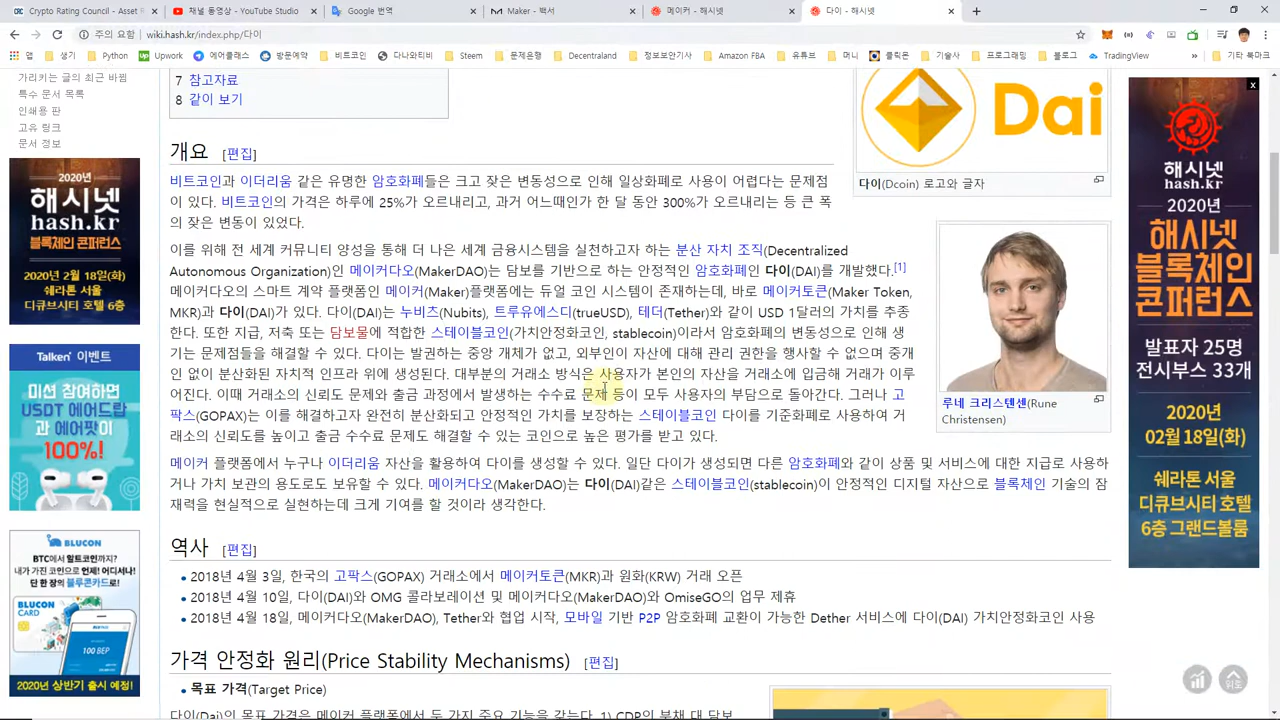 Crypto Rating Council - Asset R
채널 동영상 - YouTube Studio
Google 번역
Maker - 백서
메이커 - 해시넷
다이 - 해시넷
주의 요함 | wiki.hash.kr/index.php/다이
앱
생기
Python
Upwork
에어클래스
방문예약
비트코인
다낙티비티
Steem
문제은행
Decentraland
정보보안기사
Amazon FBA
유튜브
머니
클릭몬
기술사
프로그래밍
블로그
TradingView
기타 북마크
가리키는 글의 최근 바뀜
특수 문서 목록
인쇄용 판
고유 링크
문서 정보
7 참고자료
8 같이 보기
Dai
다이(Dcoin) 로고와 글자
개요 [편집]
비트코인과 이더리움 같은 유명한 암호화폐들은 크고 잦은 변동성으로 인해 일상화폐로 사용이 어렵다는 문제점
이 있다. 비트코인의 가격은 하루에 25%가 오르내리고, 과거 어느때인가 한 달 동안 300%가 오르내리는 등 큰 폭
의 잦은 변동이 있었다.
이를 위해 전 세계 커뮤니티 양성을 통해 더 나은 세계 금융시스템을 실천하고자 하는 분산 자치 조직(Decentralized
Autonomous Organization)인 메이커다오(MakerDAO)는 담보를 기반으로 하는 안정적인 암호화폐인 다이(DAI)를 개발했다.[1]
메이커다오의 스마트 계약 플랫폼인 메이커(Maker)플랫폼에는 듀얼 코인 시스템이 존재하는데, 바로 메이커토큰(Maker Token,
MKR)과 다이(DAI)가 있다. 다이(DAI)는 누비츠(Nubits), 트루유에스디(trueUSD), 테더(Tether)와 같이 USD 1달러의 가치를 추종
한다. 또한 지급, 저축 또는 담보물에 적합한 스테이블코인(가치안정화코인, stablecoin)이라서 암호화폐의 변동성으로 인해 생
기는 문제점들을 해결할 수 있다. 다이는 발권하는 중앙 개체가 없고, 외부인이 자산에 대해 관리 권한을 행사할 수 없으며 중개
인 없이 분산화된 자치적 인프라 위에 생성된다. 대부분의 거래소 방식은 사용자가 본인의 자산을 거래소에 입금해 거래가 이루
어진다. 이때 거래소의 신뢰도 문제와 출금 과정에서 발생하는 수수료 문제 등이 모두 사용자의 부담으로 돌아간다. 그러나 고
팍스(GOPAX)는 이를 해결하고자 완전히 분산화되고 안정적인 가치를 보장하는 스테이블코인 다이를 기준화폐로 사용하여 거
래소의 신뢰도를 높이고 출금 수수료 문제도 해결할 수 있는 코인으로 높은 평가를 받고 있다.
루네 크리스텐센(Rune
Christensen)
메이커 플랫폼에서 누구나 이더리움 자산을 활용하여 다이를 생성할 수 있다. 일단 다이가 생성되면 다른 암호화폐와 같이 상품 및 서비스에 대한 지급로 사용하
거나 가치 보관의 용도로도 보유할 수 있다. 메이커다오(MakerDAO)는 다이(DAI)같은 스테이블코인(stablecoin)이 안정적인 디지털 자산으로 블록체인 기술의 잠
재력을 현실적으로 실현하는데 크게 기여를 할 것이라 생각한다.
역사 [편집]
2018년 4월 3일, 한국의 고팍스(GOPAX) 거래소에서 메이커토큰(MKR)과 원화(KRW) 거래 오픈
2018년 4월 10일, 다이(DAI)와 OMG 콜라보레이션 및 메이커다오(MakerDAO)와 OmiseGO의 업무 제휴
2018년 4월 18일, 메이커다오(MakerDAO), Tether와 협업 시작, 모바일 기반 P2P 암호화폐 교환이 가능한 Dether 서비스에 다이(DAI) 가치안정화코인 사용
가격 안정화 원리(Price Stability Mechanisms) [편집]
목표 가격(Target Price)
다이(Dai)의 목표 가격은 메이커 플랫폼에서 두 가지 주요 기능을 갖는다. 1) CDP의 부채 대 담보
2020년
해시넷
hash.kr
블록체인 콘퍼런스
2020년 2월 18일(화)
쉐라톤 서울
디큐브시티 호텔 6층
Talken 이벤트
미션 참여하면
USDT 에어드랍
과 에어팟이
100%!
BLUCON
BTC에서 알트코인까지?
내가 가진 코인으로 언제! 어디서나!
단 한 장의 블루콘카드로!
BLUCON
CARD
100 BEP
2020년 상반기 출시 예정!
x
해시넷
hash.kr
2020년
해시넷
블록체인
콘퍼런스
발표자 25명
전시부스 33개
2020년
02월 18일(화)
쉐라톤 서울
디큐브시티 호텔
6층 그랜드볼룸
위로